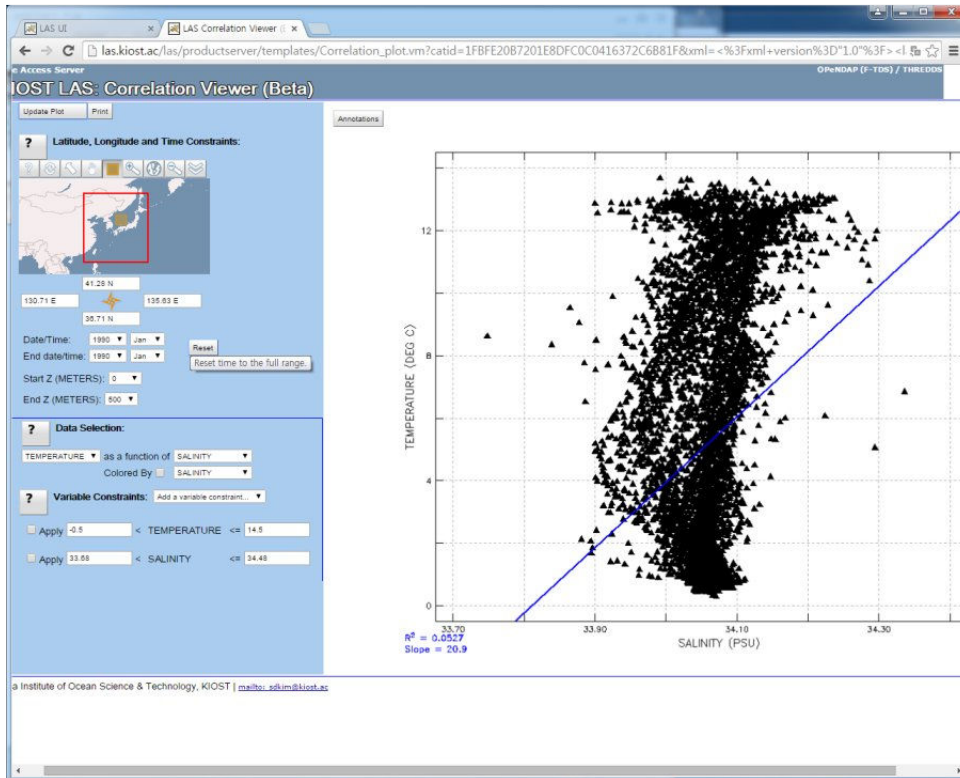 LAS UI
LAS Correlation Viewer (
las.kiost.ac/las/productserver/templates/Correlation_plot.vm?catid=1FBFE20B7201E8DFC0C0416372C6B81F&xml=<%3Fxml+version%3D"1.0"%3F><l
e Access Server
OPeNDAP (F-TDS) / THREDDS
IOST LAS: Correlation Viewer (Beta)
Update Plot Print
Annotations
? Latitude, Longitude and Time Constraints:
41.28 N
130.71 E 135.63 E
36.71 N
Date/Time: 1990 Jan
End date/time: 1990 Jan
Reset
Reset time to the full range.
Start Z (METERS): 0
End Z (METERS): 500
? Data Selection:
TEMPERATURE as a function of SALINITY
Colored By SALINITY
? Variable Constraints: Add a variable constraint...
Apply -0.5 < TEMPERATURE <= 14.5
Apply 33.68 < SALINITY <= 34.48
TEMPERATURE (DEG C)
12
8
4
0
33.70 33.90 34.10 34.30
SALINITY (PSU)
R² = 0.0527
Slope = 20.9
a Institute of Ocean Science & Technology, KIOST | mailto: sdkim@kiost.ac